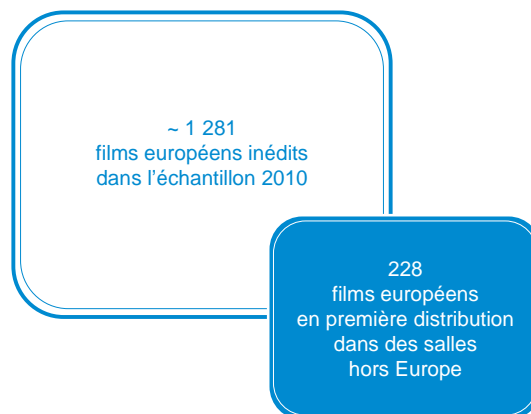 ~ 1 281
films européens inédits
dans l'échantillon 2010
228
films européens
en première distribution
dans des salles
hors Europe